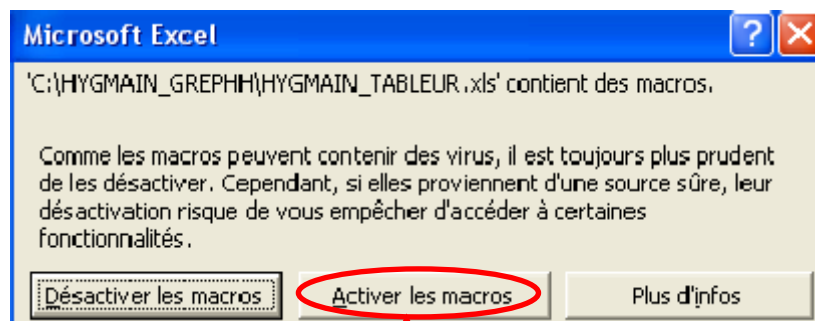 Microsoft Excel
'C:\HYGMAIN_GREPHH\HYGMAIN_TABLEUR.xls' contient des macros.
Comme les macros peuvent contenir des virus, il est toujours plus prudent
de les désactiver. Cependant, si elles proviennent d'une source sûre, leur
désactivation risque de vous empêcher d'accéder à certaines
fonctionnalités.
Désactiver les macros Activer les macros Plus d'infos